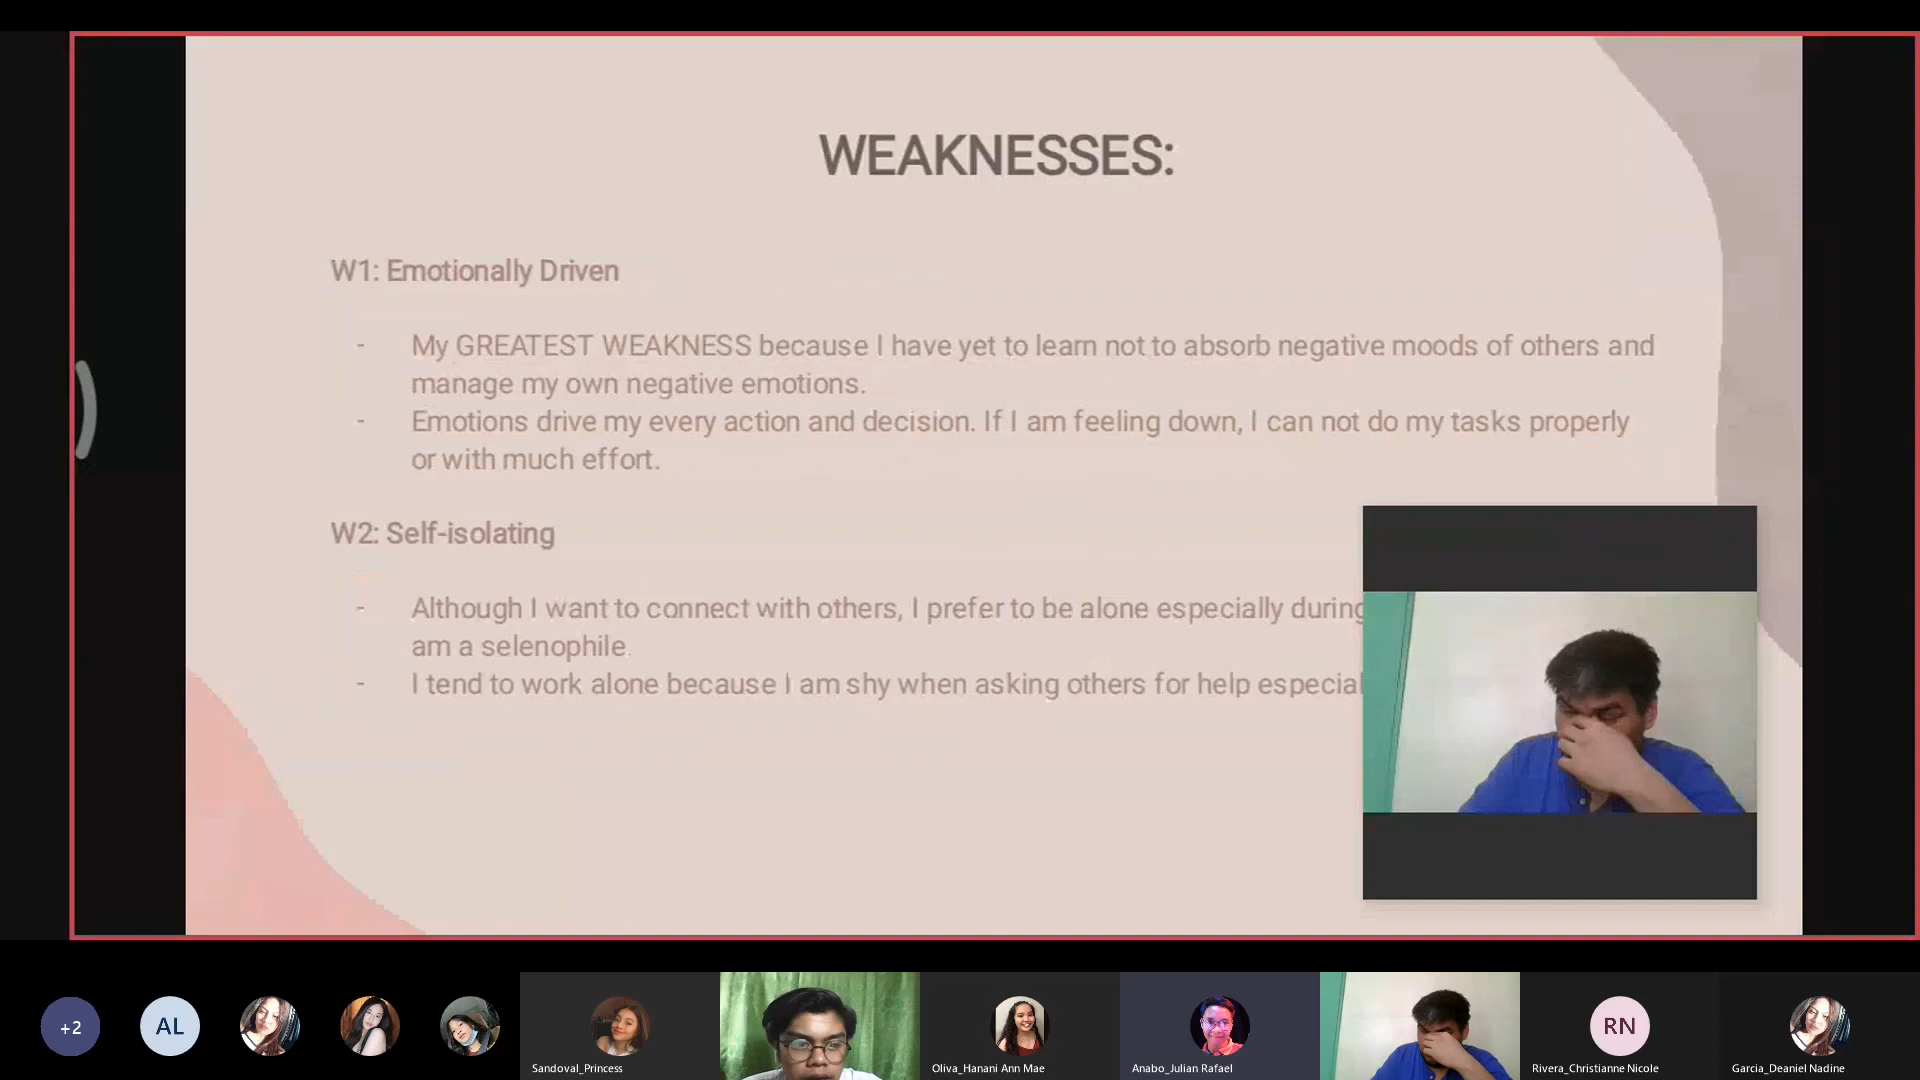 WEAKNESSES:
W1: Emotionally Driven
- My GREATEST WEAKNESS because I have yet to learn not to absorb negative moods of others and
manage my own negative emotions.
- Emotions drive my every action and decision. If I am feeling down, I can not do my tasks properly
or with much effort.
W2: Self-isolating
- Although I want to connect with others, I prefer to be alone especially during
am a selenophile.
- I tend to work alone because I am shy when asking others for help especial
+2
AL
RN
Sandoval_Princess
Oliva_Hanani Ann Mae
Anabo_Julian Rafael
Rivera_Christianne Nicole
Garcia_Deaniel Nadine